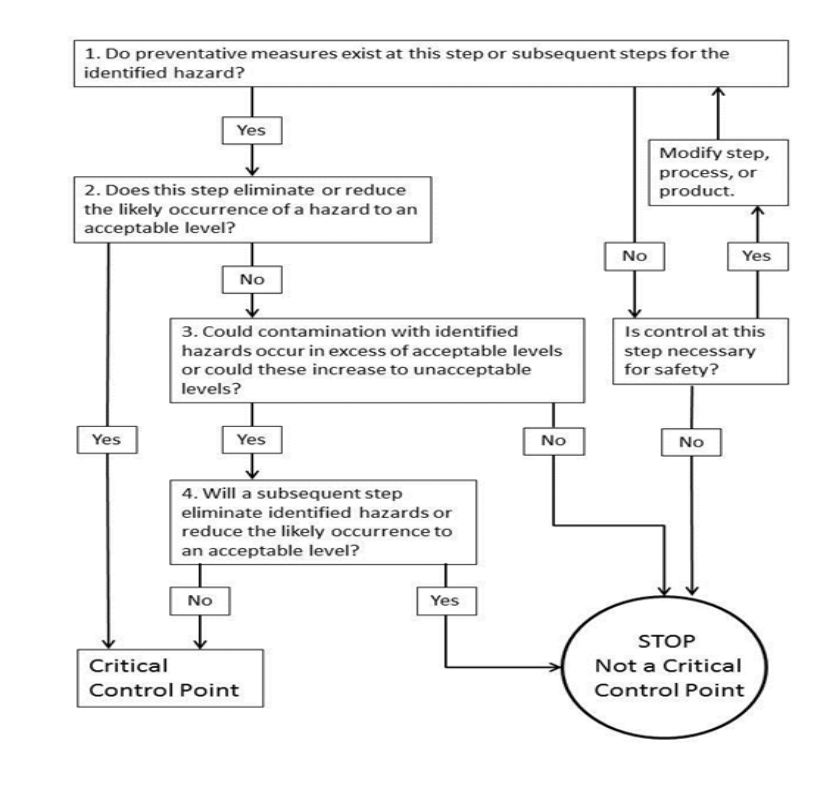 1. Do preventative measures exist at this step or subsequent steps for the
identified hazard?
Yes
Modify step,
process, or
product.
2. Does this step eliminate or reduce
the likely occurrence of a hazard to an
acceptable level?
No
Yes
No
3. Could contamination with identified
hazards occur in excess of acceptable levels
or could these increase to unacceptable
levels?
Is control at this
step necessary
for safety?
Yes
Yes
No
No
4. Will a subsequent step
eliminate identified hazards or
reduce the likely occurrence to
an acceptable level?
No
Yes
Critical
Control Point
STOP
Not a Critical
Control Point